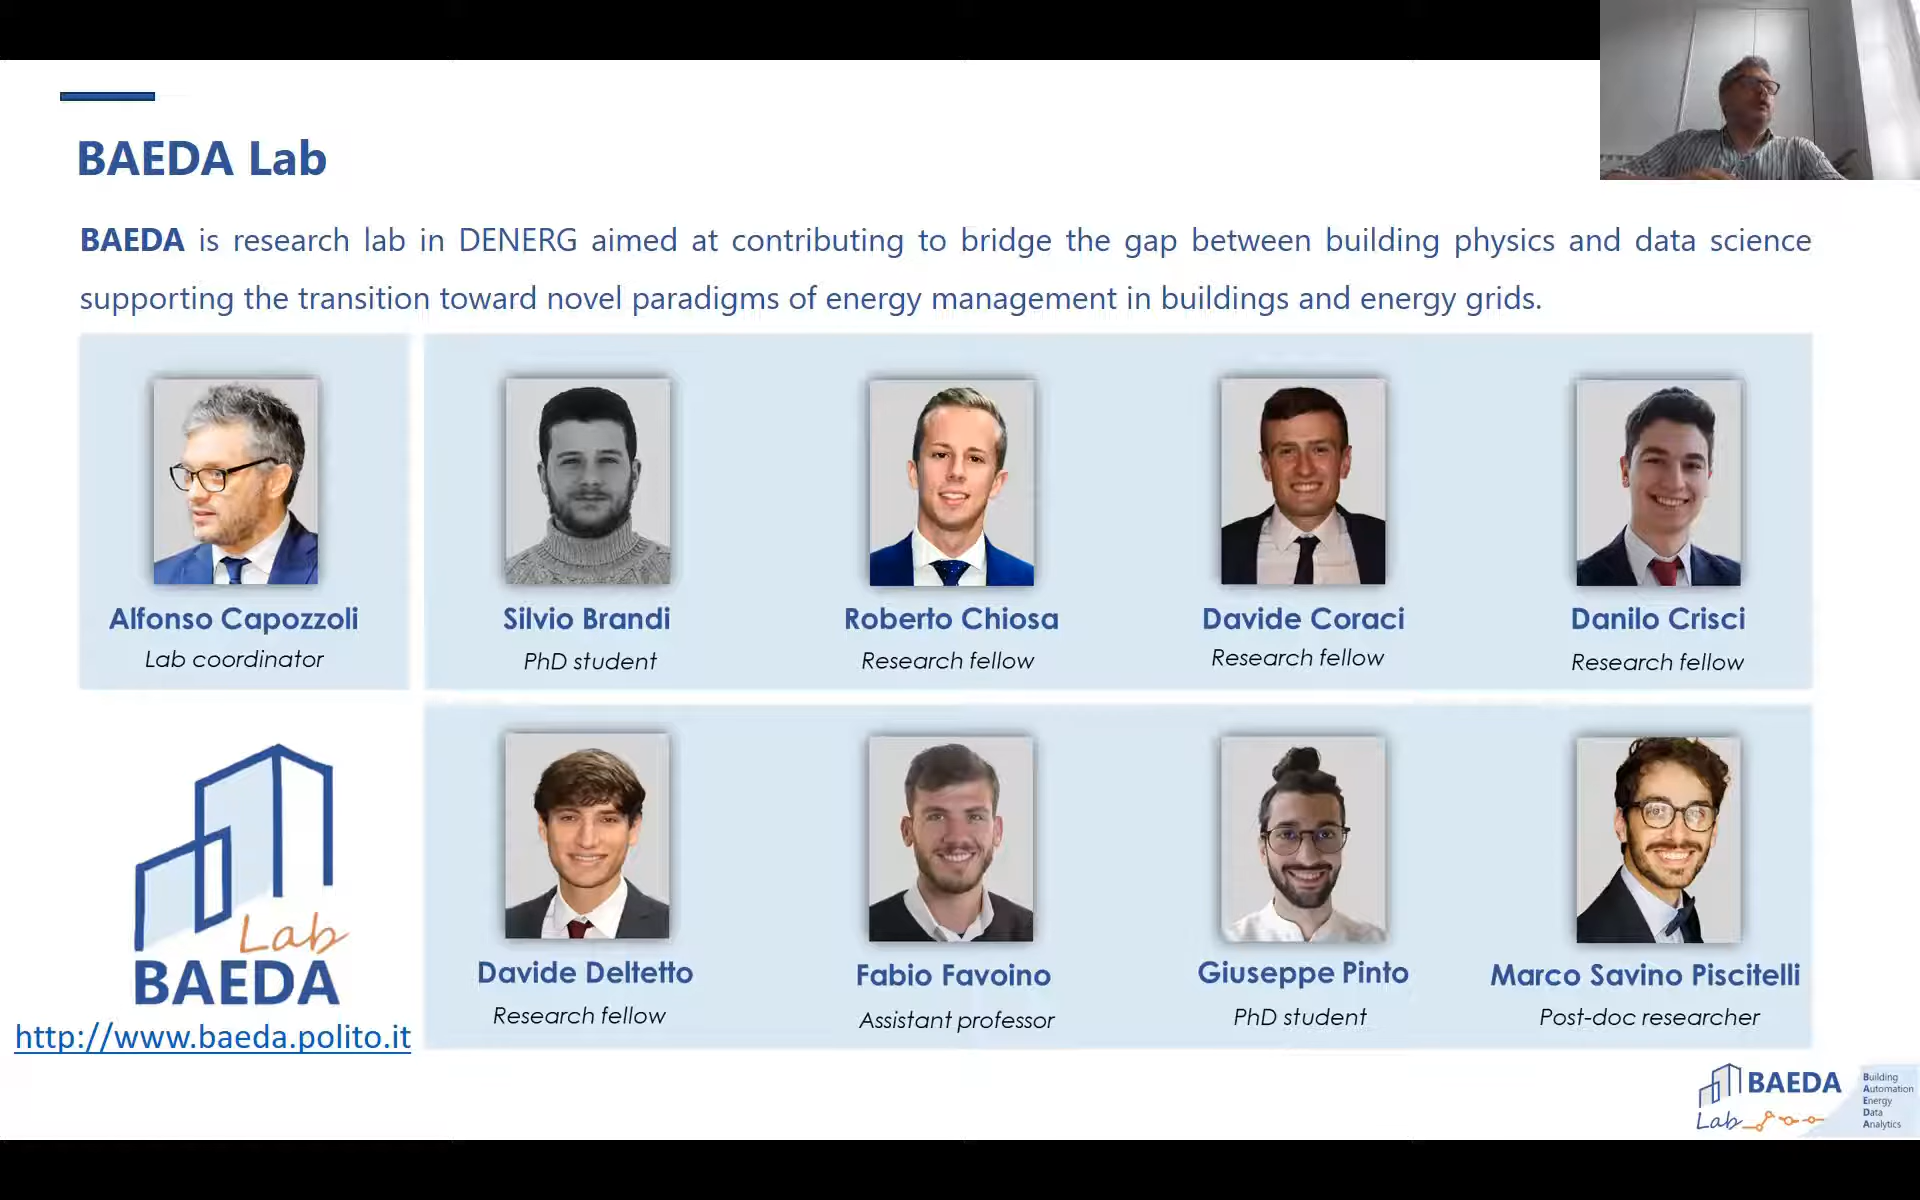 BAEDA Lab
BAEDA is research lab in DENERG aimed at contributing to bridge the gap between building physics and data science
supporting the transition toward novel paradigms of energy management in buildings and energy grids.
Alfonso Capozzoli
Lab coordinator
Silvio Brandi
PhD student
Roberto Chiosa
Research fellow
Davide Coraci
Research fellow
Danilo Crisci
Research fellow
Lab
BAEDA
http://www.baeda.polito.it
Davide Deltetto
Research fellow
Fabio Favoino
Assistant professor
Giuseppe Pinto
PhD student
Marco Savino Piscitelli
Post-doc researcher
BAEDA
Lab
Building
Automation
Energy
Data
Analytics